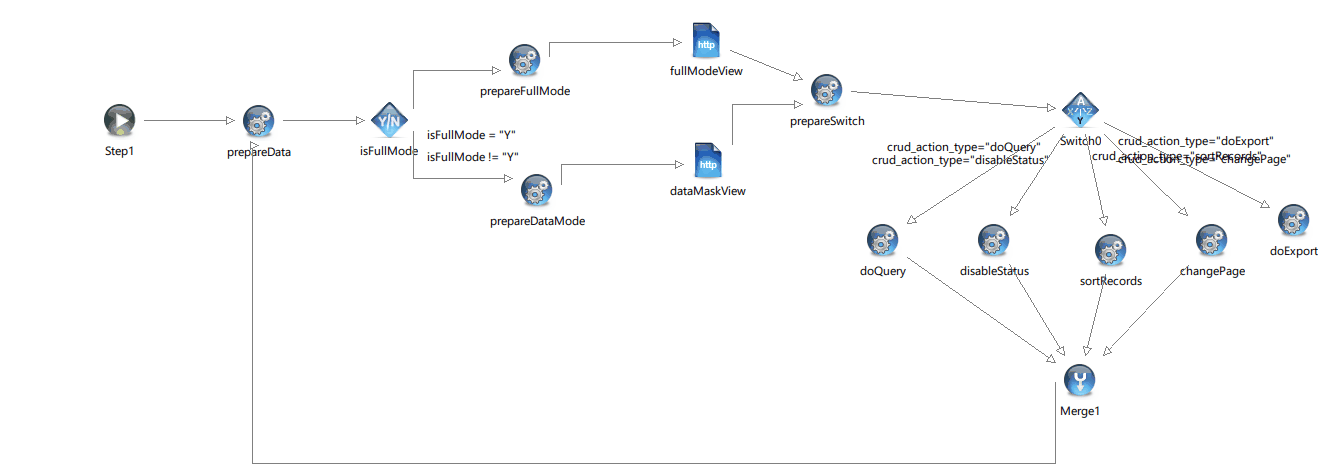 http
fullModeView
prepareFullMode
Step1
prepareData
Y/N
isFullMode
isFullMode = "Y"
isFullMode != "Y"
prepareDataMode
http
dataMaskView
prepareSwitch
A
X
Z
Y
Switch0
crud_action_type="doQuery"
crud_action_type="disableStatus"
crud_action_type="doExport"
crud_action_type="sortRecords"
crud_action_type="changePage"
doQuery
disableStatus
sortRecords
changePage
doExport
Merge1